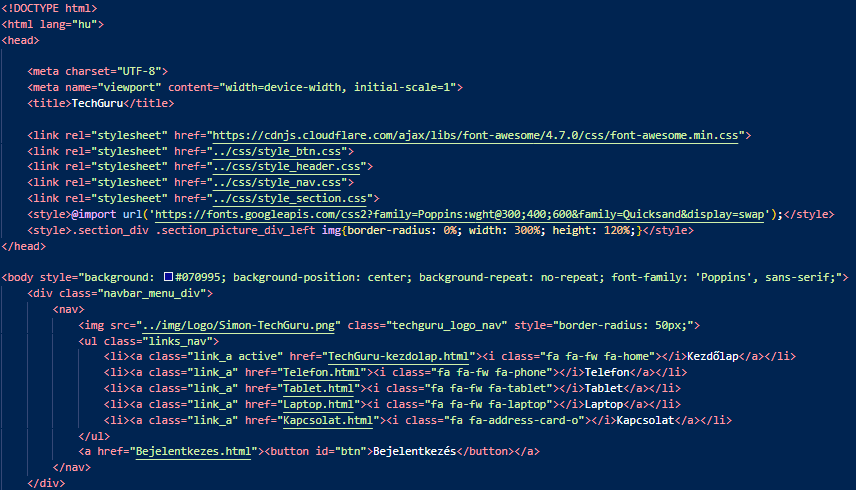 <!DOCTYPE html>
<html lang="hu">
<head>
<meta charset="UTF-8">
<meta name="viewport" content="width=device-width, initial-scale=1">
<title>TechGuru</title>
<link rel="stylesheet" href="https://cdnjs.cloudflare.com/ajax/libs/font-awesome/4.7.0/css/font-awesome.min.css">
<link rel="stylesheet" href="../css/style_btn.css">
<link rel="stylesheet" href="../css/style_header.css">
<link rel="stylesheet" href="../css/style_nav.css">
<link rel="stylesheet" href="../css/style_section.css">
<style>@import url('https://fonts.googleapis.com/css2?family=Poppins:wght@300;400;600&family=Quicksand&display=swap');</style>
<style>.section_div .section_picture_div_left img{border-radius: 0%; width: 300%; height: 120%;}</style>
</head>
<body style="background: #070995; background-position: center; background-repeat: no-repeat; font-family: 'Poppins', sans-serif;">
<div class="navbar_menu_div">
<nav>
<img src="../img/Logo/Simon-TechGuru.png" class="techguru_logo_nav" style="border-radius: 50px;">
<ul class="links_nav">
<li><a class="link_a active" href="TechGuru-kezdolap.html"><i class="fa fa-fw fa-home"></i>Kezdőlap</a></li>
<li><a class="link_a" href="Telefon.html"><i class="fa fa-fw fa-phone"></i>Telefon</a></li>
<li><a class="link_a" href="Tablet.html"><i class="fa fa-fw fa-tablet"></i>Tablet</a></li>
<li><a class="link_a" href="Laptop.html"><i class="fa fa-fw fa-laptop"></i>Laptop</a></li>
<li><a class="link_a" href="Kapcsolat.html"><i class="fa fa-address-card-o"></i>Kapcsolat</a></li>
</ul>
<a href="Bejelentkezes.html"><button id="btn">Bejelentkezés</button></a>
</nav>
</div>